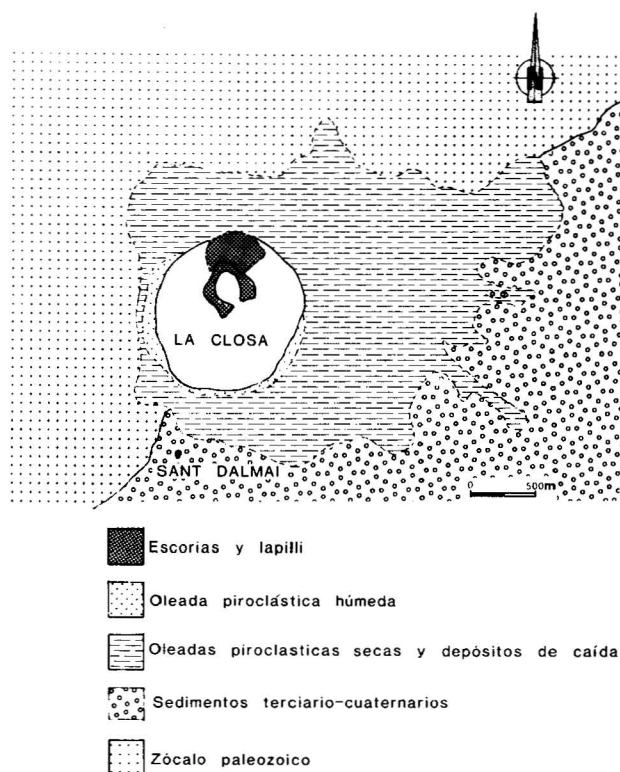 N
LA CLOSA
SANT DALMAI
0 500m
Escorias y lapilli
Oleada piroclástica húmeda
Oleadas piroclasticas secas y depósitos de caída
Sedimentos terciario-cuaternarios
Zócalo paleozoico